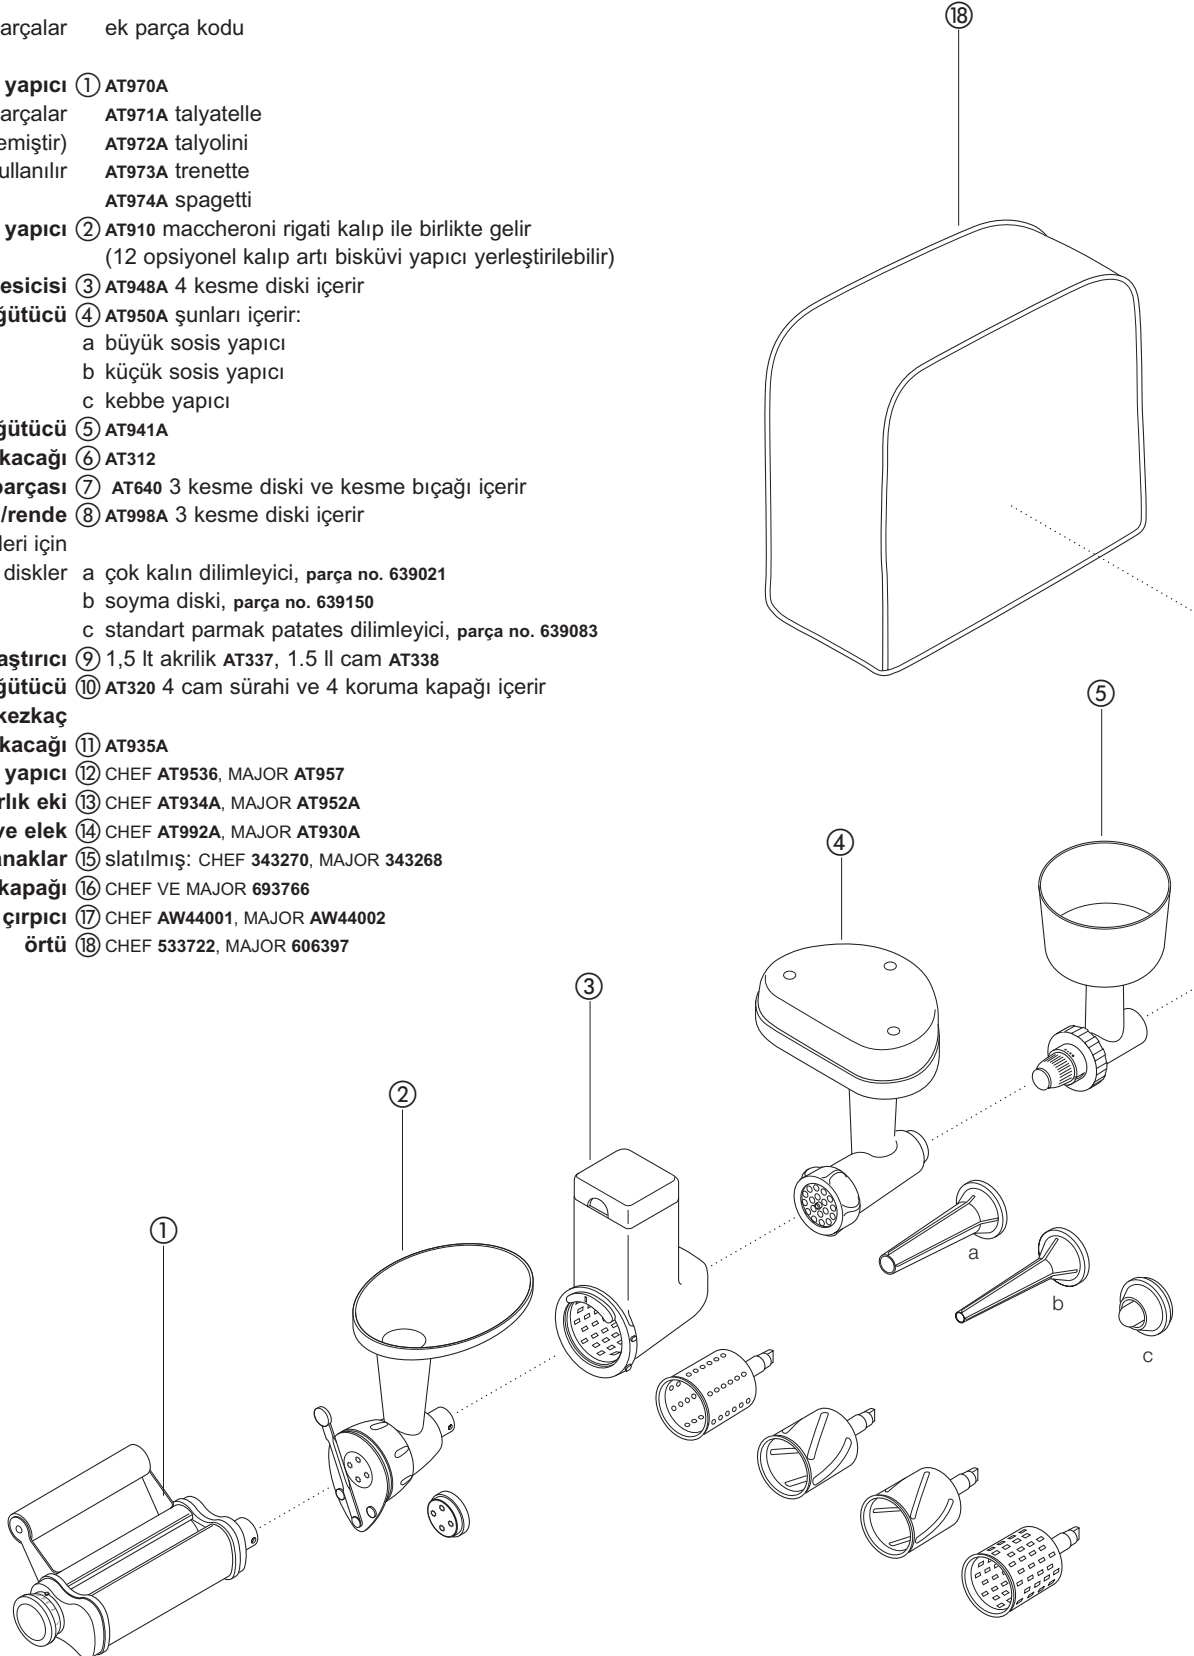 arçalar ek parça kodu
yapıcı ① AT970A
arçalar AT971A talyatelle
emiştir) AT972A talyolini
ullanılır AT973A trenette
AT974A spagetti
yapıcı ② AT910 maccheroni rigati kalıp ile birlikte gelir
(12 opsiyonel kalıp artı bisküvi yapıcı yerleştirilebilir)
esicisi ③ AT948A 4 kesme diski içerir
ğütücü ④ AT950A şunları içerir:
a büyük sosis yapıcı
b küçük sosis yapıcı
c kebbe yapıcı
ğütücü ⑤ AT941A
kacağı ⑥ AT312
parçası ⑦ AT640 3 kesme diski ve kesme bıçağı içerir
/rende ⑧ AT998A 3 kesme diski içerir
leri için
diskler a çok kalın dilimleyici, parça no. 639021
b soyma diski, parça no. 639150
c standart parmak patates dilimleyici, parça no. 639083
aştırıcı ⑨ 1,5 lt akrilik AT337, 1.5 ll cam AT338
ğütücü ⑩ AT320 4 cam sürahi ve 4 koruma kapağı içerir
kezkaç
kacağı ⑪ AT935A
yapıcı ⑫ CHEF AT9536, MAJOR AT957
rlık eki ⑬ CHEF AT934A, MAJOR AT952A
ve elek ⑭ CHEF AT992A, MAJOR AT930A
anaklar ⑮ slatılmış: CHEF 343270, MAJOR 343268
kapağı ⑯ CHEF VE MAJOR 693766
çırpıcı ⑰ CHEF AW44001, MAJOR AW44002
örtü ⑱ CHEF 533722, MAJOR 606397
⑱
⑤
④
③
②
①
a
b
c